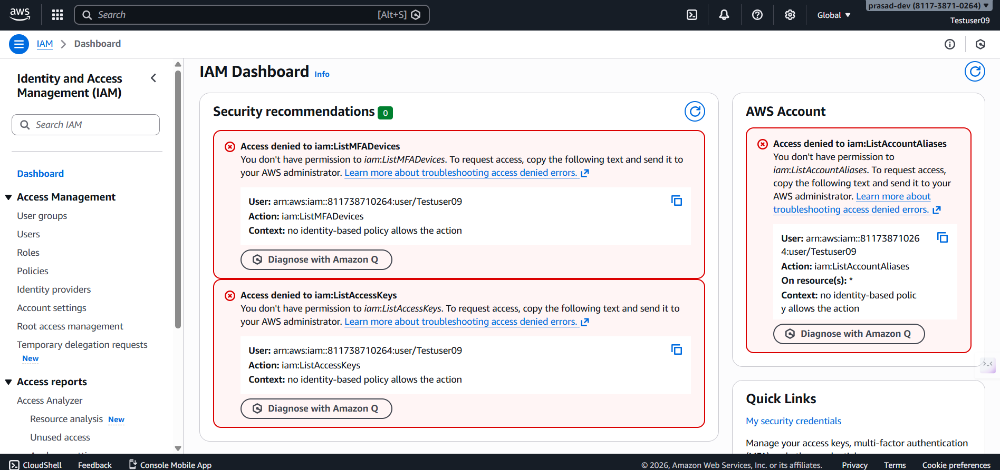 aws
Search [Alt+S]
Global
prasad-dev (8117-3871-0264)
Testuser09
IAM
Dashboard
Identity and Access
Management (IAM)
Search IAM
Dashboard
Access Management
User groups
Users
Roles
Policies
Identity providers
Account settings
Root access management
Temporary delegation requests
New
Access reports
Access Analyzer
Resource analysis New
Unused access
IAM Dashboard Info
Security recommendations 0
Access denied to iam:ListMFADevices
You don't have permission to iam:ListMFADevices. To request access, copy the following text and send it to
your AWS administrator. Learn more about troubleshooting access denied errors.
User: arn:aws:iam::811738710264:user/Testuser09
Action: iam:ListMFADevices
Context: no identity-based policy allows the action
Diagnose with Amazon Q
Access denied to iam:ListAccessKeys
You don't have permission to iam:ListAccessKeys. To request access, copy the following text and send it to
your AWS administrator. Learn more about troubleshooting access denied errors.
User: arn:aws:iam::811738710264:user/Testuser09
Action: iam:ListAccessKeys
Context: no identity-based policy allows the action
Diagnose with Amazon Q
AWS Account
Access denied to iam:ListAccountAliases
You don't have permission to
iam:ListAccountAliases. To request access,
copy the following text and send it to your
AWS administrator. Learn more about
troubleshooting access denied errors.
User: arn:aws:iam::81173871026
4:user/Testuser09
Action: iam:ListAccountAliases
On resource(s): *
Context: no identity-based polic
y allows the action
Diagnose with Amazon Q
Quick Links
My security credentials
Manage your access keys, multi-factor authentication
CloudShell
Feedback
Console Mobile App
© 2026, Amazon Web Services, Inc. or its affiliates.
Privacy
Terms
Cookie preferences